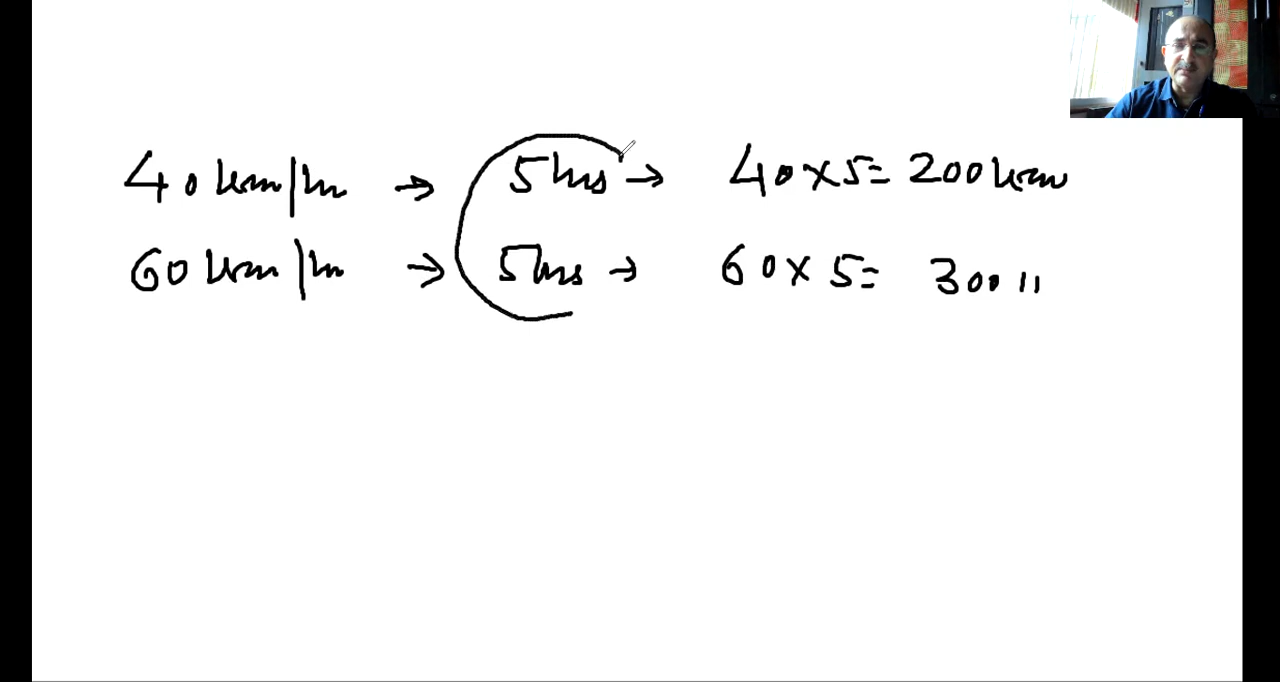 40 km/hr → 5 hrs → 40×5= 200 km
60 km/hr → 5 hrs → 60×5= 300 "